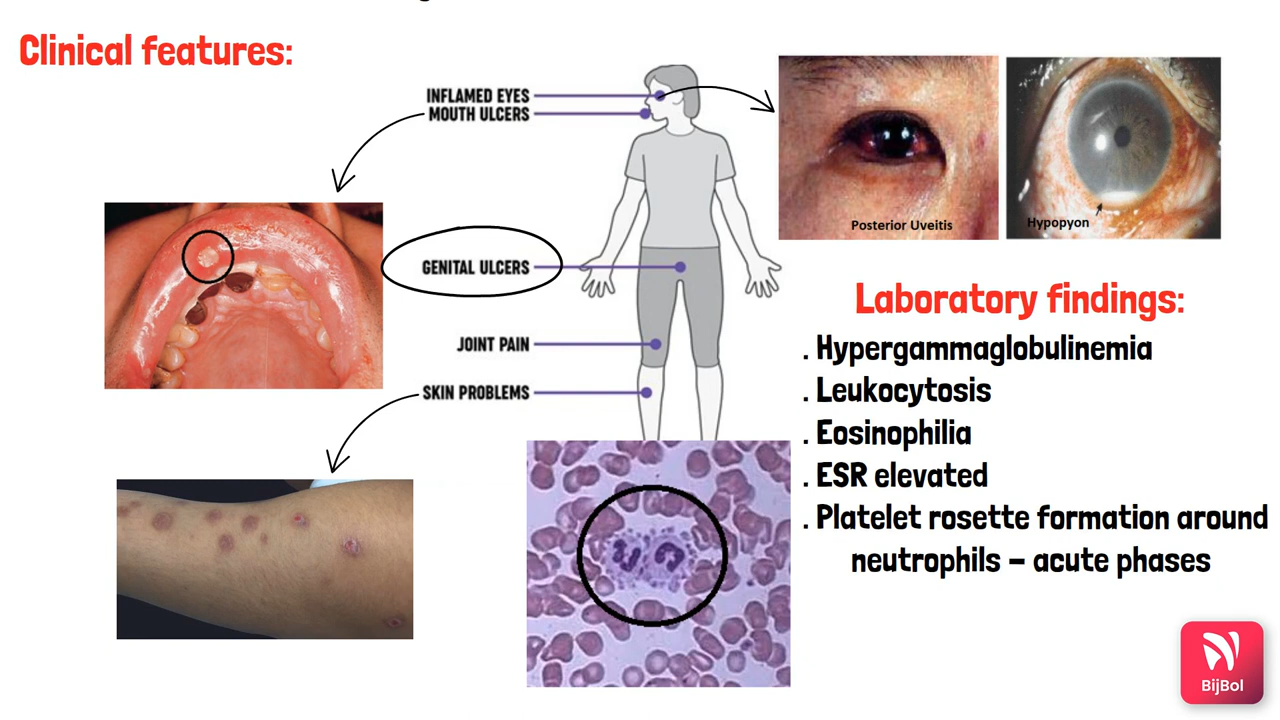 Clinical features:
INFLAMED EYES
MOUTH ULCERS
GENITAL ULCERS
JOINT PAIN
SKIN PROBLEMS
Posterior Uveitis
Hypopyon
Laboratory findings:
. Hypergammaglobulinemia
. Leukocytosis
. Eosinophilia
. ESR elevated
. Platelet rosette formation around
neutrophils – acute phases
BijBol